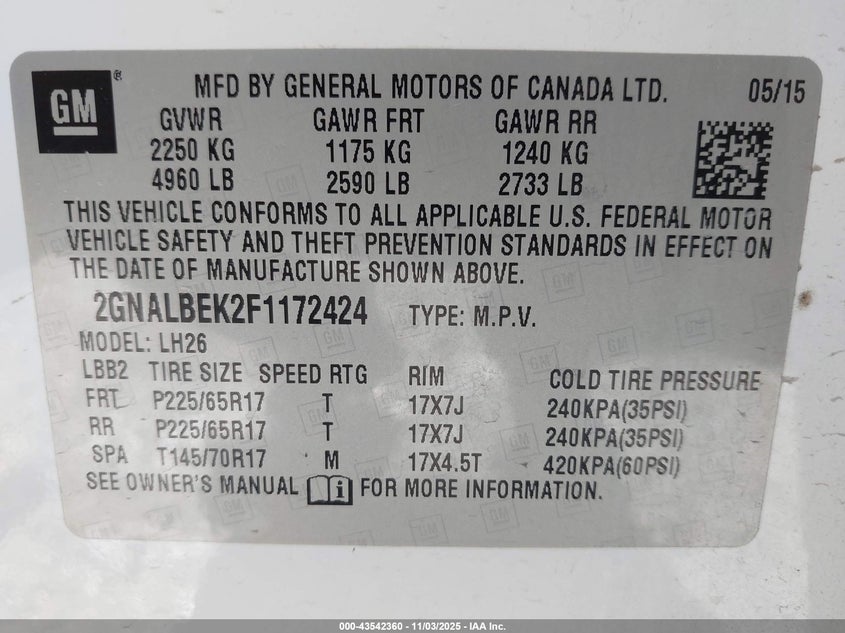 GM®
MFD BY GENERAL MOTORS OF CANADA LTD. 05/15
GVWR GAWR FRT GAWR RR
2250 KG 1175 KG 1240 KG
4960 LB 2590 LB 2733 LB
THIS VEHICLE CONFORMS TO ALL APPLICABLE U.S. FEDERAL MOTOR
VEHICLE SAFETY AND THEFT PREVENTION STANDARDS IN EFFECT ON
THE DATE OF MANUFACTURE SHOWN ABOVE.
2GNALBEK2F1172424 TYPE: M.P.V.
MODEL: LH26
LBB2 TIRE SIZE SPEED RTG RIM COLD TIRE PRESSURE
FRT P225/65R17 T 17X7J 240KPA(35PSI)
RR P225/65R17 T 17X7J 240KPA(35PSI)
SPA T145/70R17 M 17X4.5T 420KPA(60PSI)
SEE OWNER'S MANUAL i FOR MORE INFORMATION.
000-43542360 - 11/03/2025 - IAA Inc.